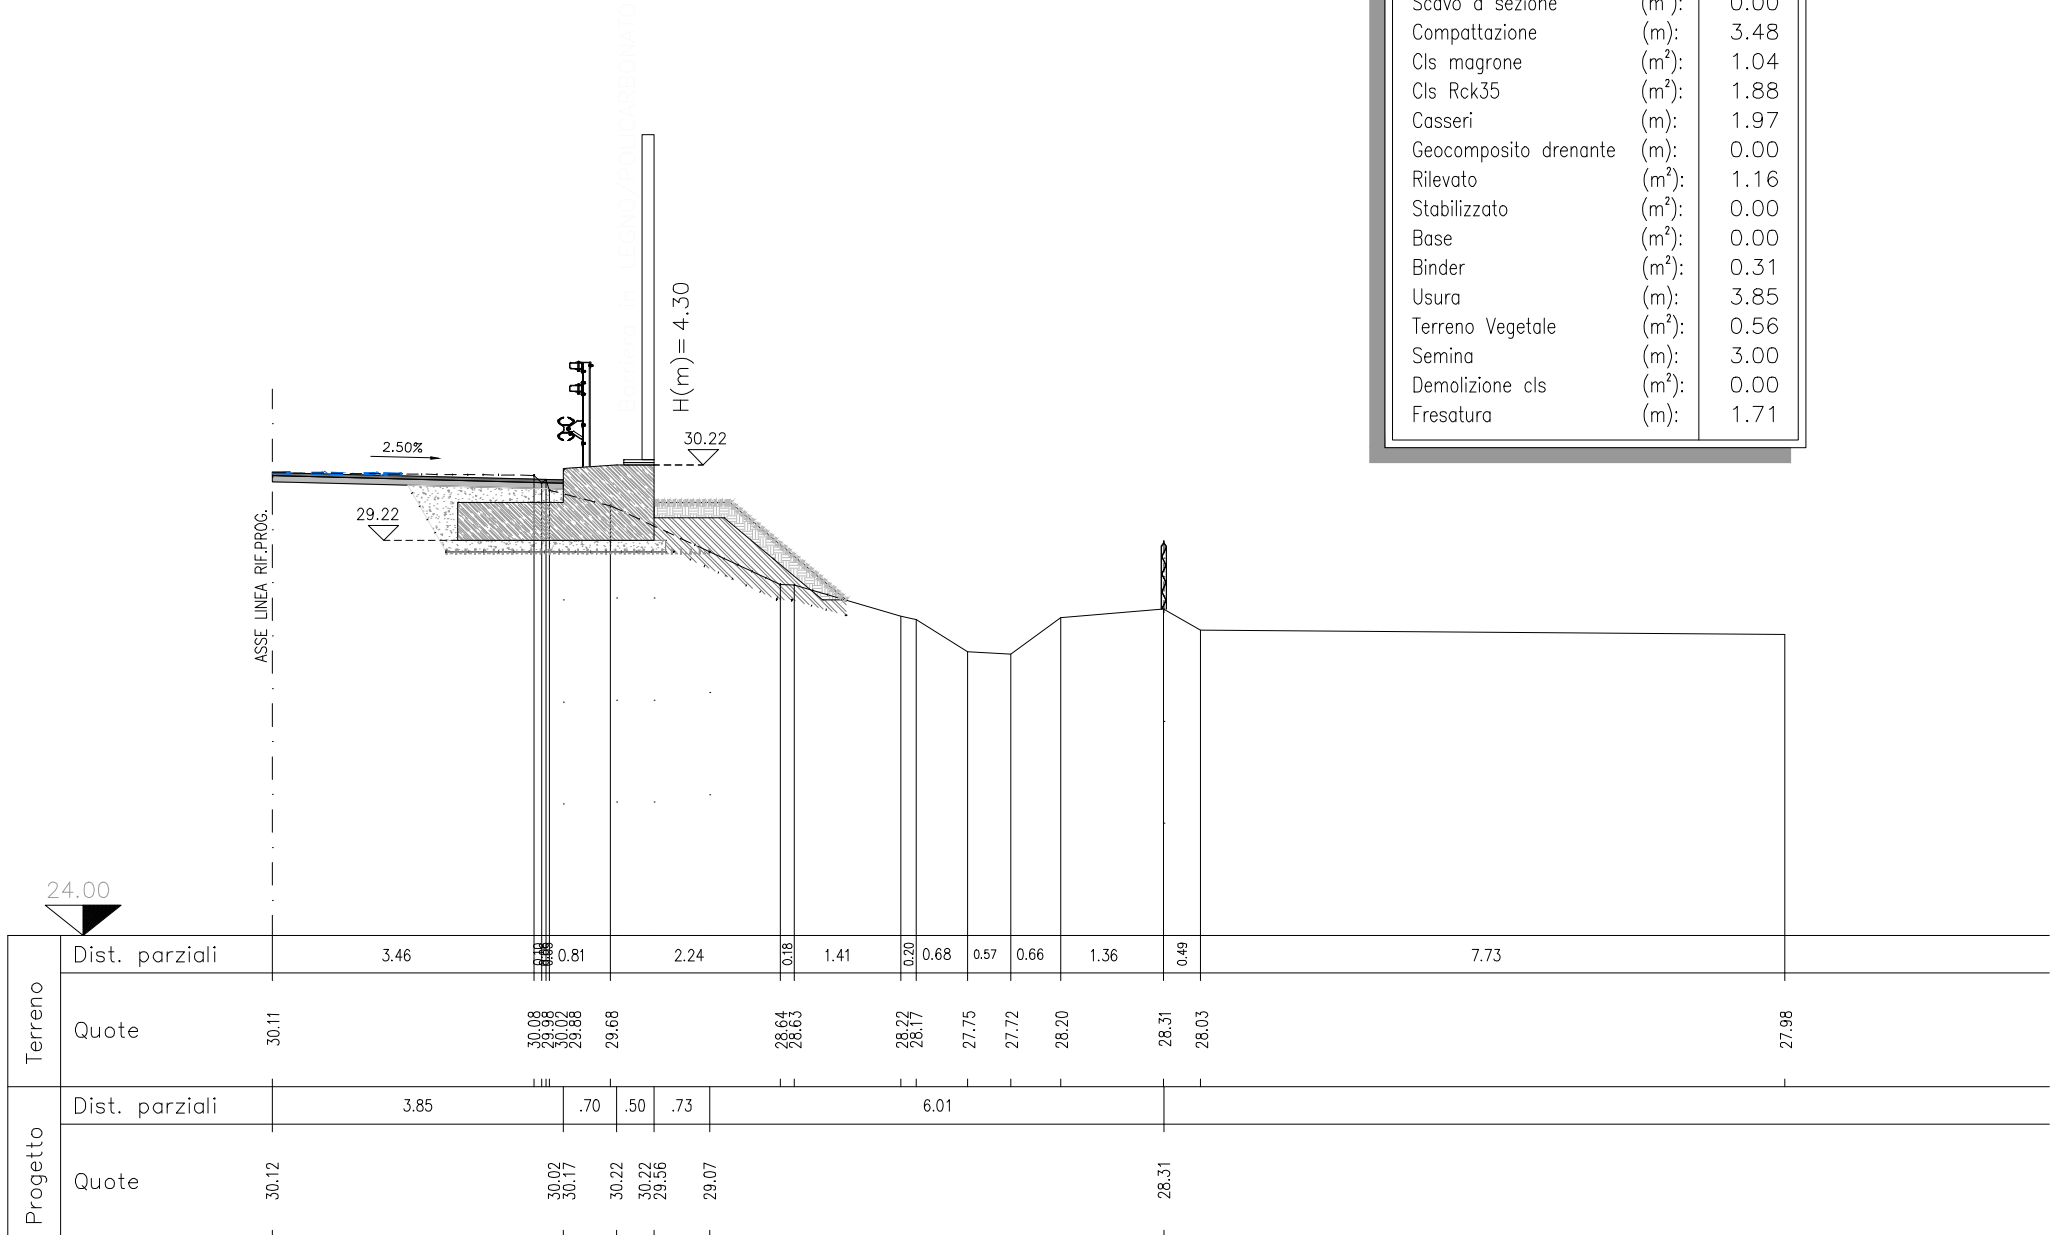 Scavo a sezione (m²): 0.00
Compattazione (m): 3.48
Cls magrone (m²): 1.04
Cls Rck35 (m²): 1.88
Casseri (m): 1.97
Geocomposito drenante (m): 0.00
Rilevato (m²): 1.16
Stabilizzato (m²): 0.00
Base (m²): 0.00
Binder (m²): 0.31
Usura (m): 3.85
Terreno Vegetale (m²): 0.56
Semina (m): 3.00
Demolizione cls (m²): 0.00
Fresatura (m): 1.71
H(m)= 4.30
30.22
2.50%
29.22
ASSE LINEA RIF.PROG.
24.00
Terreno
Dist. parziali 3.46 0.81 2.24 0.18 1.41 0.20 0.68 0.57 0.66 1.36 0.49 7.73
Quote 30.11 30.08 29.98 30.02 29.88 29.68 28.64 28.63 28.22 28.17 27.75 27.72 28.20 28.31 28.03 27.98
Progetto
Dist. parziali 3.85 .70 .50 .73 6.01
Quote 30.12 30.02 30.17 30.22 30.22 29.56 29.07 28.31